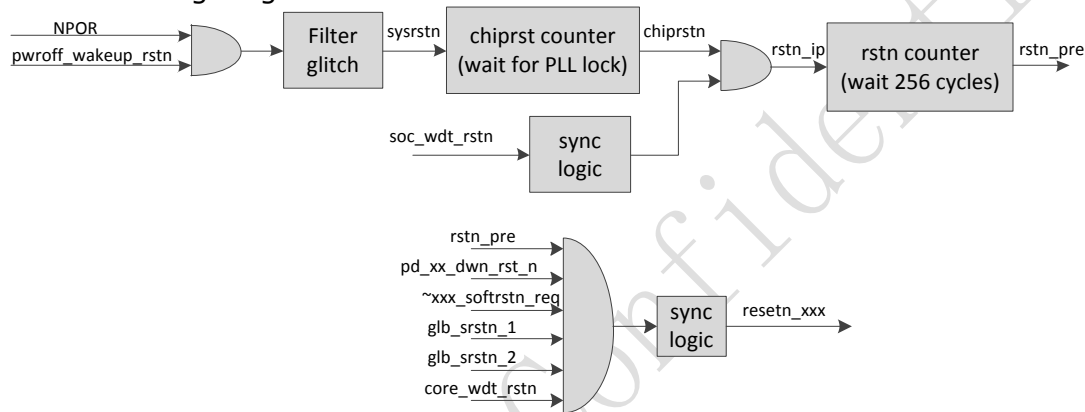 NPOR
pwroff_wakeup_rstn
Filter
glitch
sysrstn
chiprst counter
(wait for PLL lock)
chiprstn
rstn_ip
rstn counter
(wait 256 cycles)
rstn_pre
soc_wdt_rstn
sync
logic
rstn_pre
pd_xx_dwn_rst_n
~xxx_softrstn_req
glb_srstn_1
glb_srstn_2
core_wdt_rstn
sync
logic
resetn_xxx